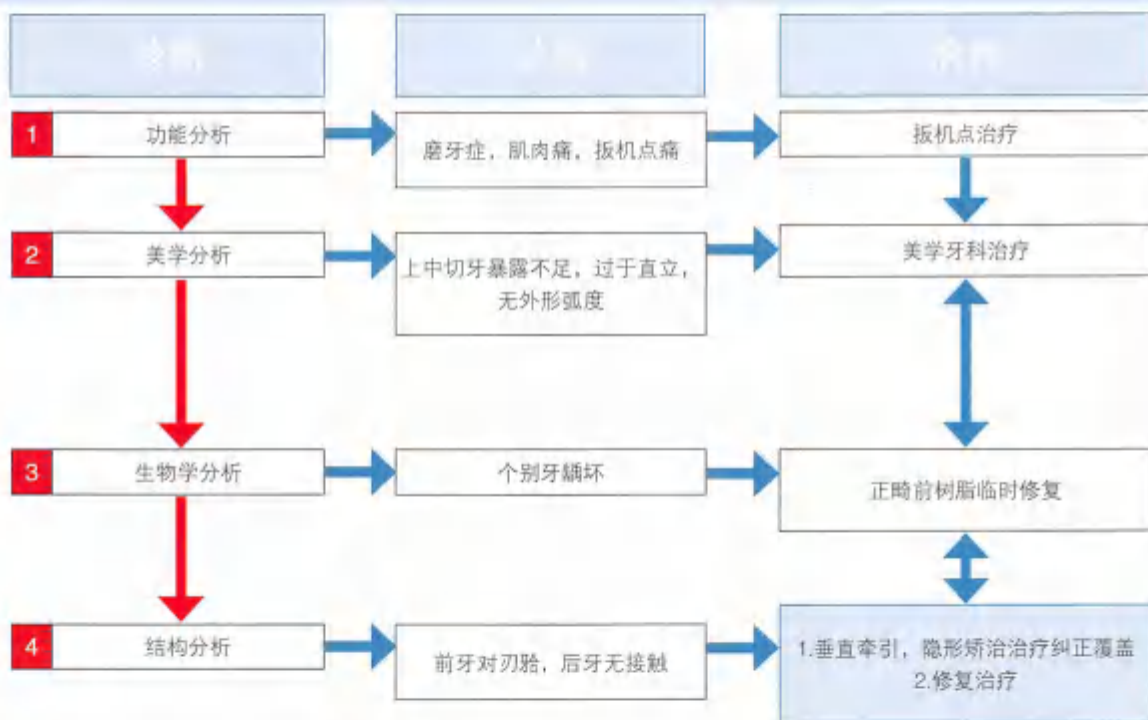 1
功能分析
磨牙症，肌肉痛，扳机点痛
扳机点治疗
2
美学分析
上中切牙暴露不足，过于直立，
无外形弧度
美学牙科治疗
3
生物学分析
个别牙龋坏
正畸前树脂临时修复
4
结构分析
前牙对刃𬌗，后牙无接触
1.垂直牵引，隐形矫治治疗纠正覆盖
2.修复治疗